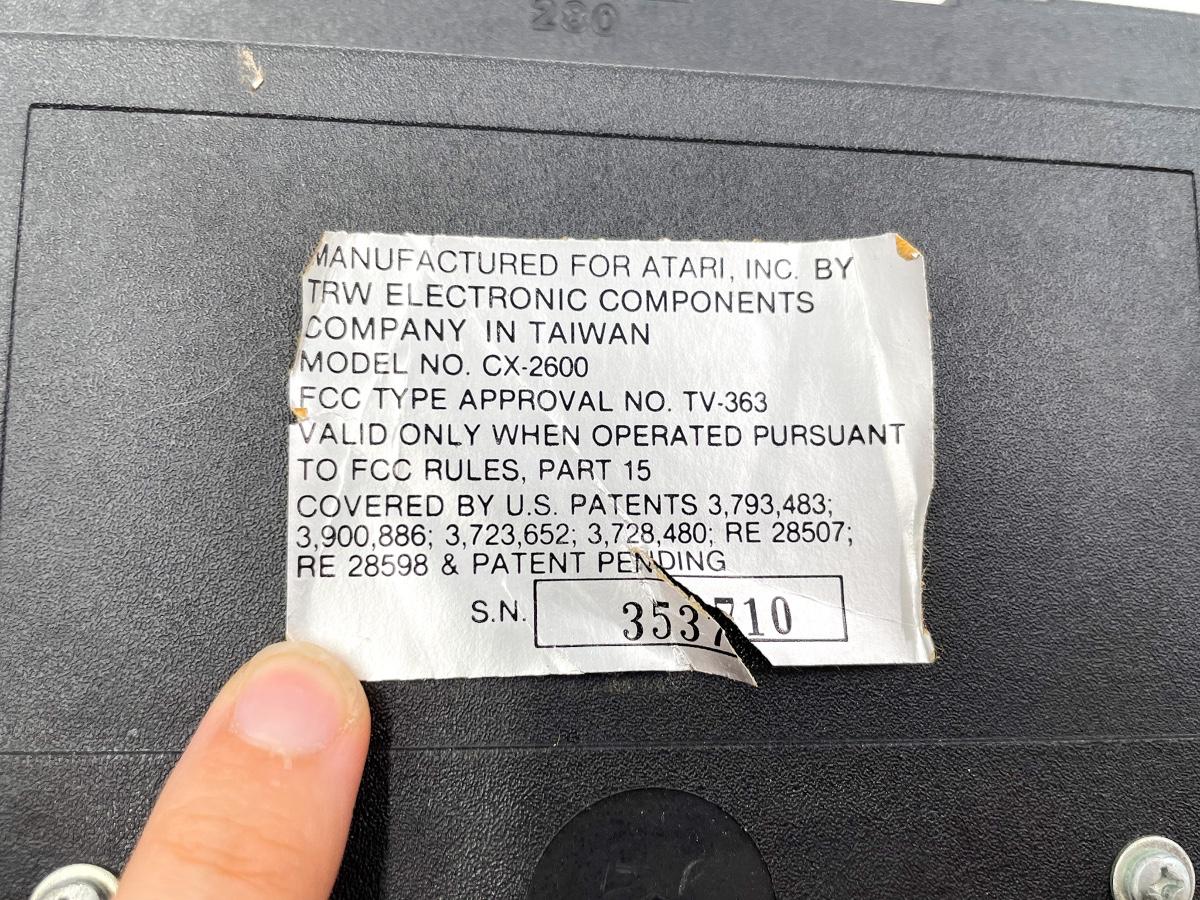 280
MANUFACTURED FOR ATARI, INC. BY
TRW ELECTRONIC COMPONENTS
COMPANY IN TAIWAN
MODEL NO. CX-2600
FCC TYPE APPROVAL NO. TV-363
VALID ONLY WHEN OPERATED PURSUANT
TO FCC RULES, PART 15
COVERED BY U.S. PATENTS 3,793,483;
3,900,886; 3,723,652; 3,728,480; RE 28507;
RE 28598 & PATENT PENDING
S.N. 353710